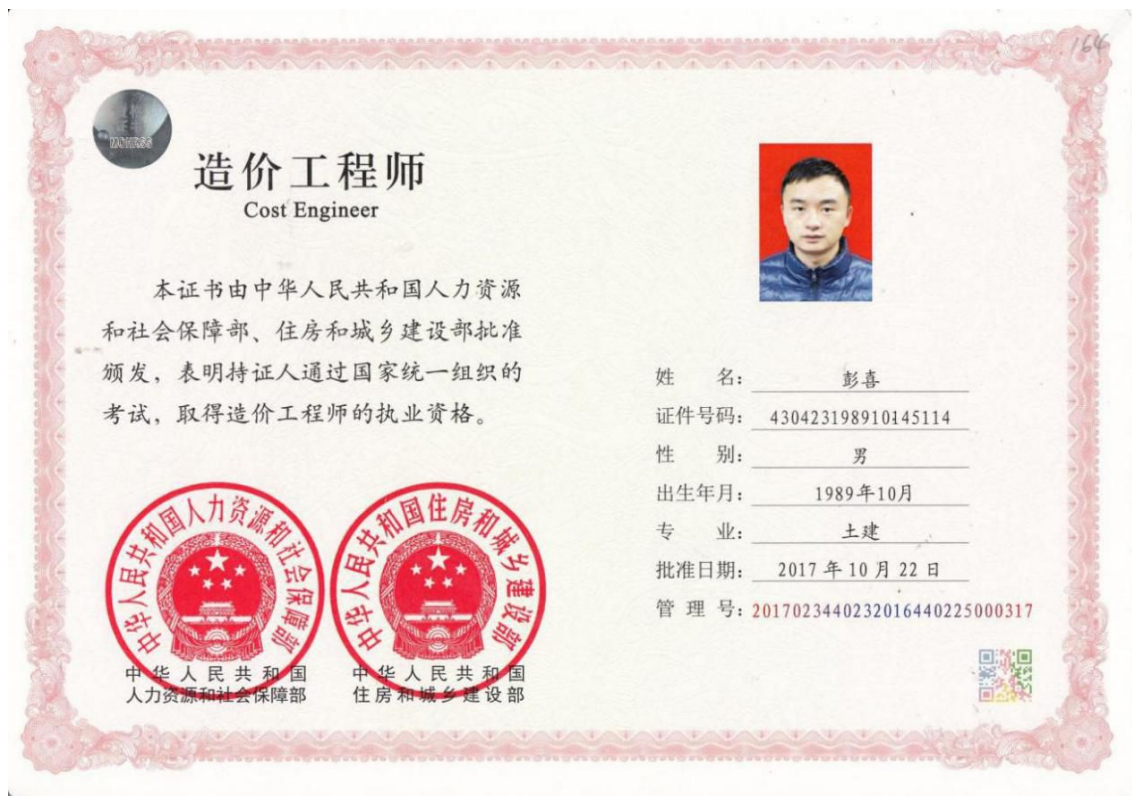 164
MOHRSS
造价工程师
Cost Engineer
本证书由中华人民共和国人力资源
和社会保障部、住房和城乡建设部批准
颁发，表明持证人通过国家统一组织的
考试，取得造价工程师的执业资格。
中华人民共和国人力资源和社会保障部
中华人民共和国住房和城乡建设部
中华人民共和国
人力资源和社会保障部
中华人民共和国
住房和城乡建设部
姓 名： 彭喜
证件号码： 430423198910145114
性 别： 男
出生年月： 1989年10月
专 业： 土建
批准日期： 2017 年 10 月 22 日
管 理 号： 2017023440232016440225000317